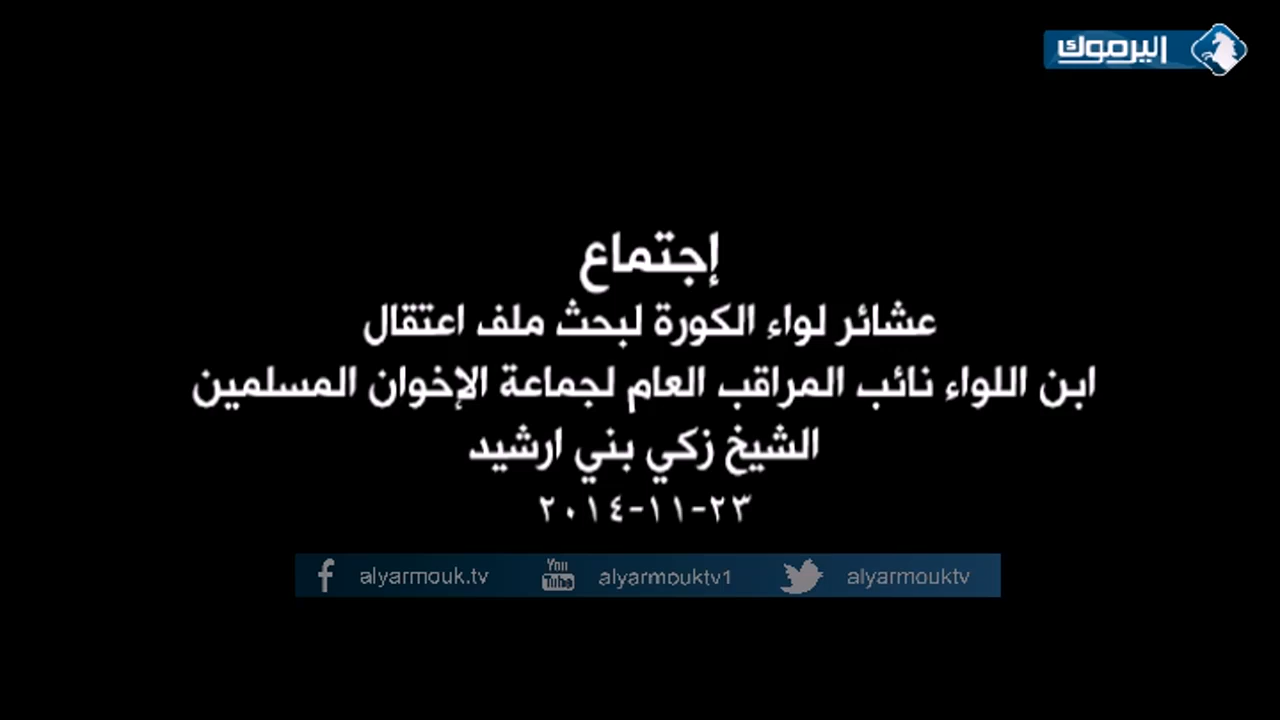 اليرموك
إجتماع
عشائر لواء الكورة لبحث ملف اعتقال
ابن اللواء نائب المراقب العام لجماعة الإخوان المسلمين
الشيخ زكي بني ارشيد
٢٣-١١-٢٠١٤
f alyarmouk.tv You Tube alyarmouktv1 alyarmouktv